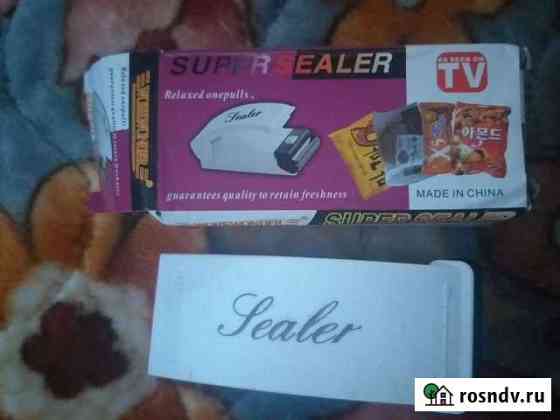 SUPER SEALER
AS SEEN ON
TV
Relaxed onepulls.
Sealer
아몬드
guarantees quality to retain freshness
MADE IN CHINA
SUPER SEALER
Sealer
rosndv.ru